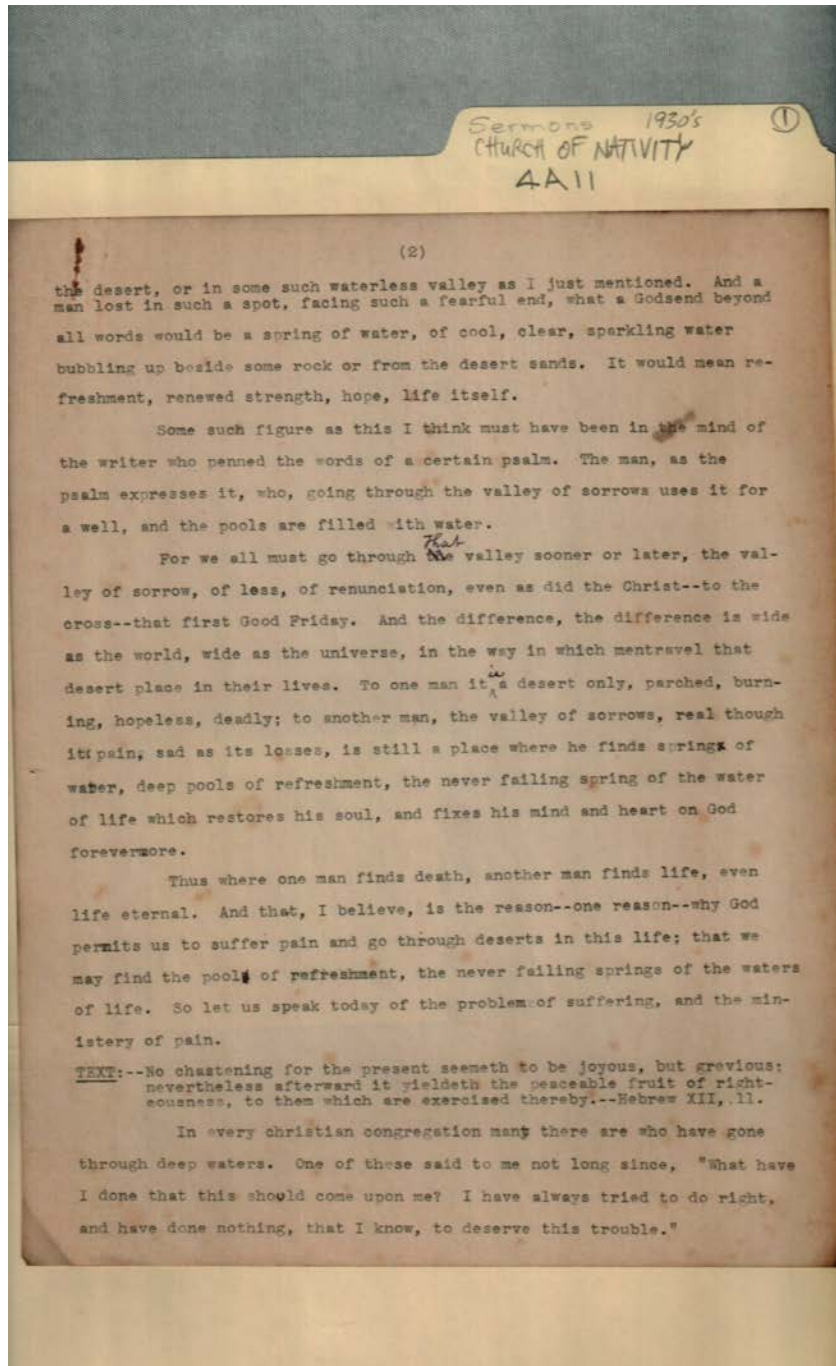 Sermons 1930's ①
CHURCH OF NATIVITY
4A11
(2)
the desert, or in some such waterless valley as I just mentioned. And a
man lost in such a spot, facing such a fearful end, what a Godsend beyond
all words would be a spring of water, of cool, clear, sparkling water
bubbling up beside some rock or from the desert sands. It would mean re-
freshment, renewed strength, hope, life itself.
Some such figure as this I think must have been in the mind of
the writer who penned the words of a certain psalm. The man, as the
psalm expresses it, who, going through the valley of sorrows uses it for
a well, and the pools are filled with water.
That
For we all must go through the valley sooner or later, the val-
ley of sorrow, of less, of renunciation, even as did the Christ--to the
cross--that first Good Friday. And the difference, the difference is wide
as the world, wide as the universe, in the way in which mentravel that
is
desert place in their lives. To one man it a desert only, parched, burn-
ing, hopeless, deadly; to another man, the valley of sorrows, real though
its pain, sad as its losses, is still a place where he finds springs of
water, deep pools of refreshment, the never failing spring of the water
of life which restores his soul, and fixes his mind and heart on God
forevermore.
Thus where one man finds death, another man finds life, even
life eternal. And that, I believe, is the reason--one reason--why God
permits us to suffer pain and go through deserts in this life; that we
may find the pools of refreshment, the never failing springs of the waters
of life. So let us speak today of the problem of suffering, and the min-
istery of pain.
TEXT:--No chastening for the present seemeth to be joyous, but grevious;
nevertheless afterward it yieldeth the peaceable fruit of right-
eousness, to them which are exercised thereby.--Hebrew XII, 11.
In every christian congregation many there are who have gone
through deep waters. One of these said to me not long since, "What have
I done that this should come upon me? I have always tried to do right,
and have done nothing, that I know, to deserve this trouble."